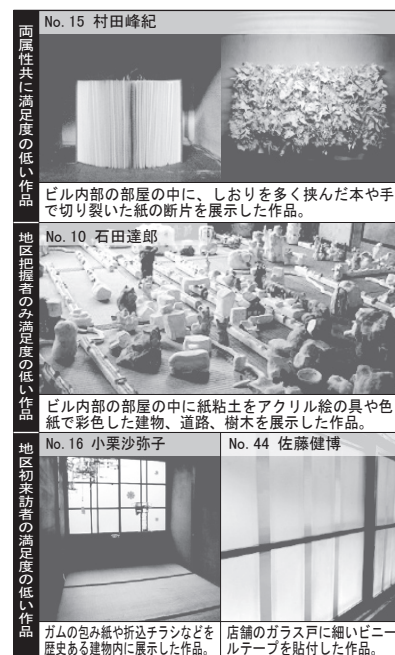 両属性共に満足度の低い作品
No. 15 村田峰紀
ビル内部の部屋の中に、しおりを多く挟んだ本や手
で切り裂いた紙の断片を展示した作品。
地区把握者のみ満足度の低い作品
No. 10 石田達郎
ビル内部の部屋の中に紙粘土をアクリル絵の具や色
紙で彩色した建物、道路、樹木を展示した作品。
地区初来訪者の満足度の低い作品
No. 16 小栗沙弥子
ガムの包み紙や折込チラシなどを
歴史ある建物内に展示した作品。
No. 44 佐藤健博
店舗のガラス戸に細いビニー
ルテープを貼付した作品。